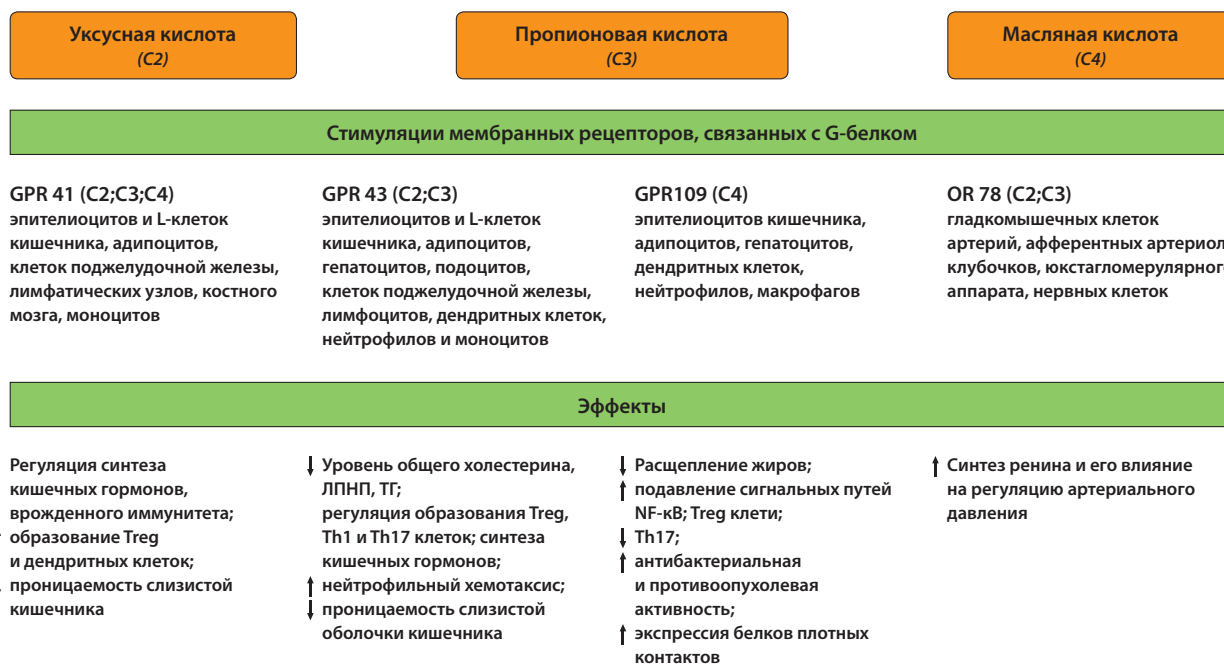 Уксусная кислота
(C2)
Пропионовая кислота
(C3)
Масляная кислота
(C4)
Стимуляции мембранных рецепторов, связанных с G-белком
GPR 41 (C2;C3;C4)
эпителиоцитов и L-клеток
кишечника, адипоцитов,
клеток поджелудочной железы,
лимфатических узлов, костного
мозга, моноцитов
GPR 43 (C2;C3)
эпителиоцитов и L-клеток
кишечника, адипоцитов,
гепатоцитов, подоцитов,
клеток поджелудочной железы,
лимфоцитов, дендритных клеток,
нейтрофилов и моноцитов
GPR109 (C4)
эпителиоцитов кишечника,
адипоцитов, гепатоцитов,
дендритных клеток,
нейтрофилов, макрофагов
OR 78 (C2;C3)
гладкомышечных клеток
артерий, афферентных артериол
клубочков, юкстагломерулярног
аппарата, нервных клеток
Эффекты
Регуляция синтеза
кишечных гормонов,
врожденного иммунитета;
образование Treg
и дендритных клеток;
проницаемость слизистой
кишечника
↓ Уровень общего холестерина,
ЛПНП, ТГ;
регуляция образования Treg,
Th1 и Th17 клеток; синтеза
кишечных гормонов;
↑ нейтрофильный хемотаксис;
↓ проницаемость слизистой
оболочки кишечника
↓ Расщепление жиров;
↑ подавление сигнальных путей
NF-κB; Treg клети;
↓ Th17;
↑ антибактериальная
и противоопухолевая
активность;
↑ экспрессия белков плотных
контактов
↑ Синтез ренина и его влияние
на регуляцию артериального
давления